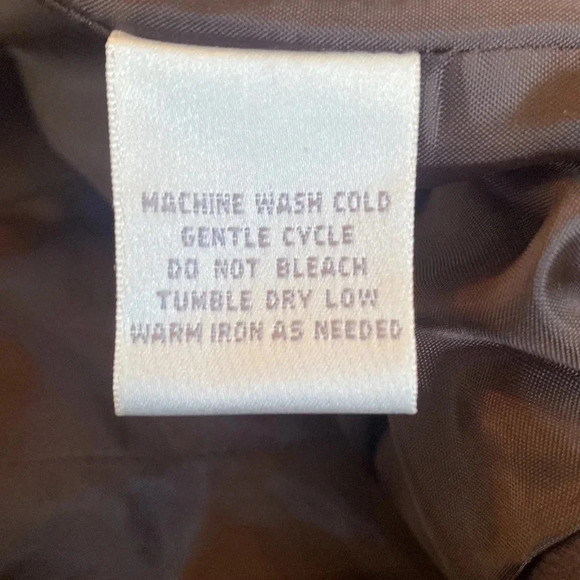 MACHINE WASH COLD
GENTLE CYCLE
DO NOT BLEACH
TUMBLE DRY LOW
WARM IRON AS NEEDED